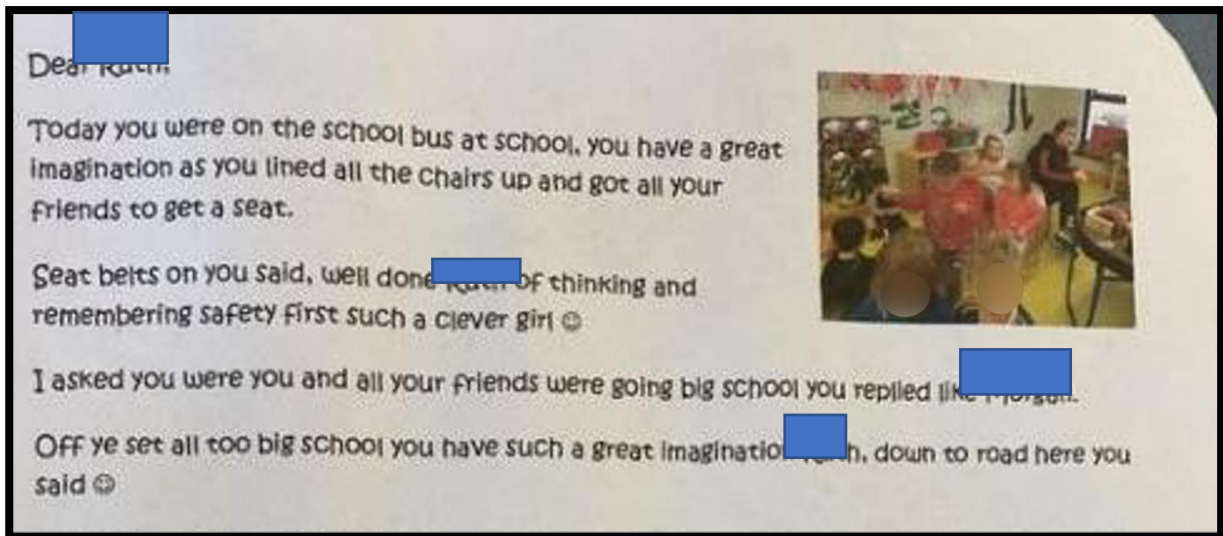 Dear
Today you were on the school bus at school, you have a great
imagination as you lined all the chairs up and got all your
friends to get a seat.
Seat belts on you said, well done of thinking and
remembering safety first such a clever girl ☺
I asked you were you and all your friends were going big school you replied like
Off ye set all too big school you have such a great imagination, down to road here you
said ☺